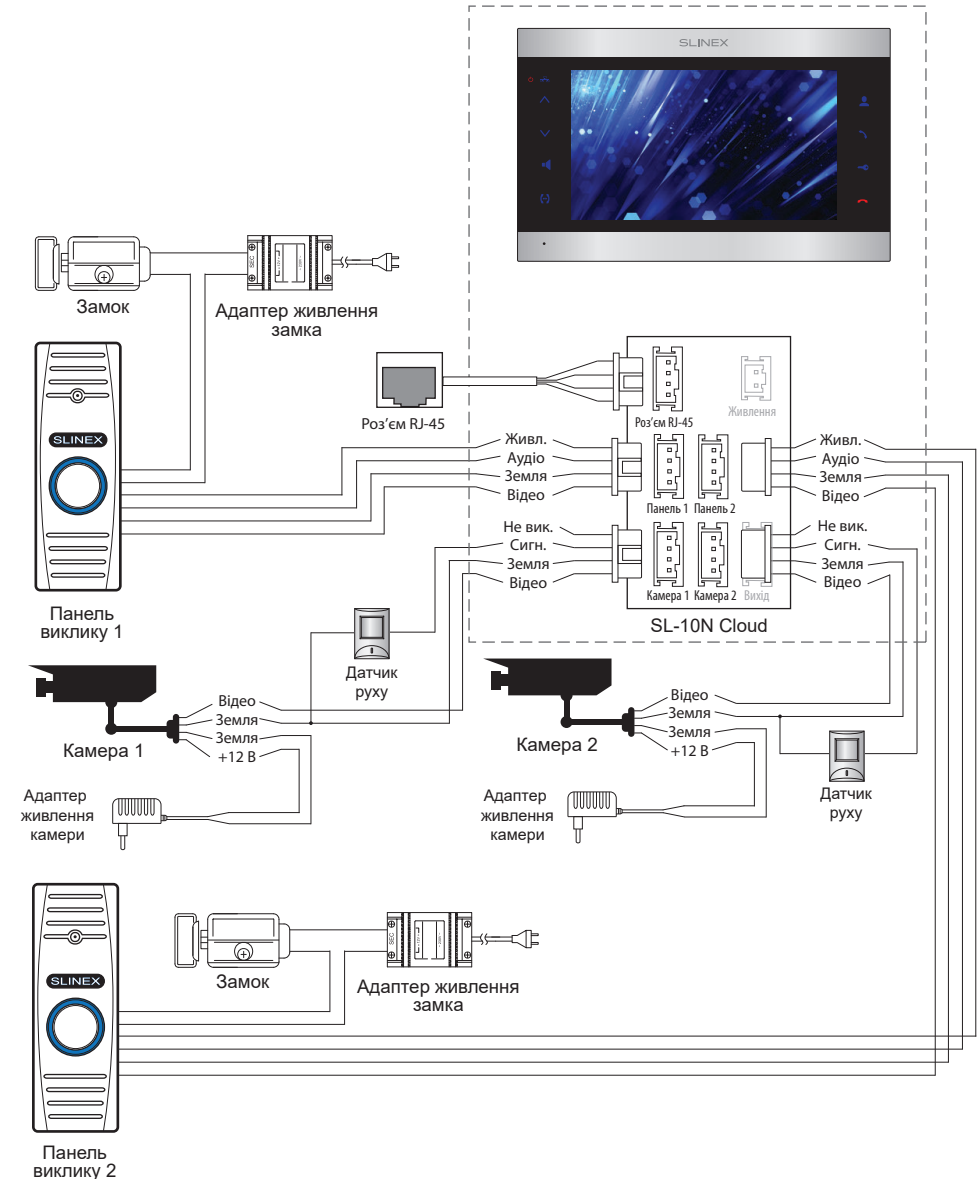 SLINEX
SEC
Замок
Адаптер живлення
замка
Роз’єм RJ-45
Роз’єм RJ-45
Живлення
SLINEX
Живл.
Аудіо
Земля
Відео
Живл.
Аудіо
Земля
Відео
Панель 1
Панель 2
Не вик.
Сигн.
Земля
Відео
Не вик.
Сигн.
Земля
Відео
Камера 1
Камера 2
Вихід
SL-10N Cloud
Панель
виклику 1
Датчик
руху
Відео
Земля
Земля
+12 В
Камера 1
Відео
Земля
Земля
+12 В
Камера 2
Адаптер
живлення
камери
Адаптер
живлення
камери
Датчик
руху
SEC
SLINEX
Замок
Адаптер живлення
замка
Панель
виклику 2